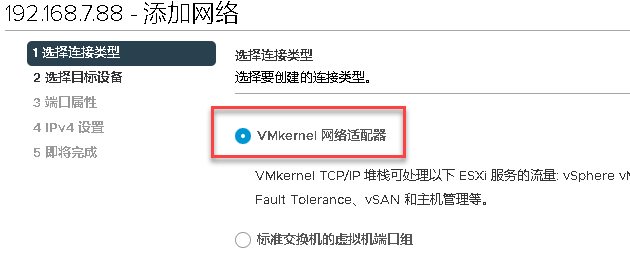 192.168.7.88 - 添加网络
1 选择连接类型
2 选择目标设备
3 端口属性
4 IPv4 设置
5 即将完成
选择连接类型
选择要创建的连接类型。
VMkernel 网络适配器
VMkernel TCP/IP 堆栈可处理以下 ESXi 服务的流量: vSphere vM
Fault Tolerance、vSAN 和主机管理等。
标准交换机的虚拟机端口组